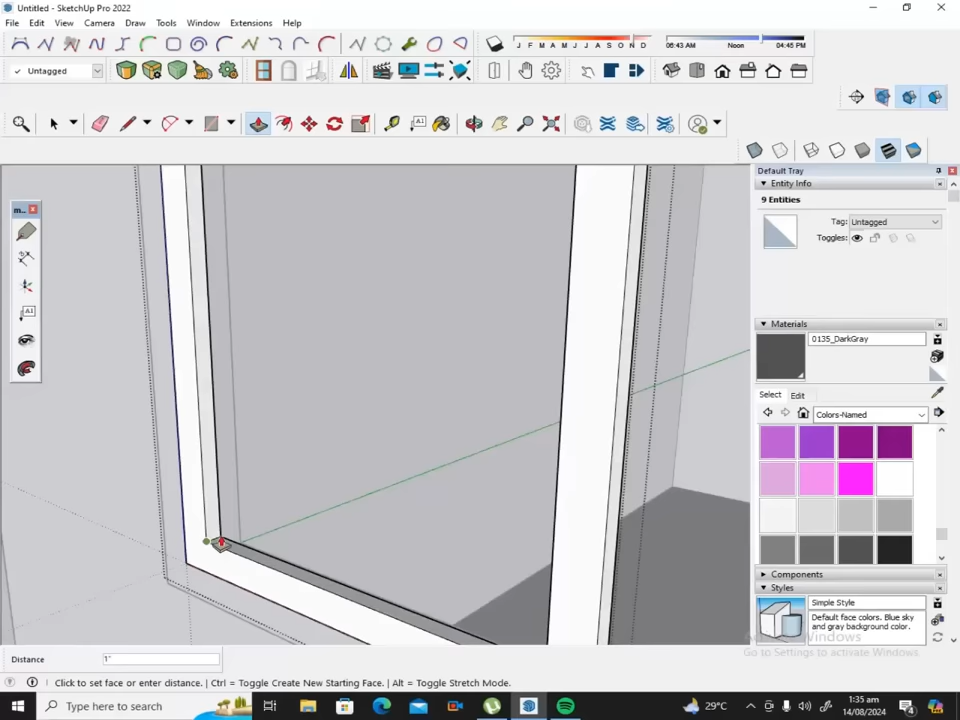 Untitled - SketchUp Pro 2022
File Edit View Camera Draw Tools Window Extensions Help
J F M A M J J A S O N D
06:43 AM Noon 04:45 PM
Untagged
Default Tray
Entity Info
9 Entities
Tag: Untagged
Toggles:
m...
A1
Materials
0135_DarkGray
Select Edit
Colors-Named
Components
Styles
Simple Style
Default face colors. Blue sky
and gray background color.
Activate Windows
Go to Settings to activate Windows.
Distance 1"
Click to set face or enter distance. | Ctrl = Toggle Create New Starting Face. | Alt = Toggle Stretch Mode.
Type here to search
29°C
1:35 am
14/08/2024
4